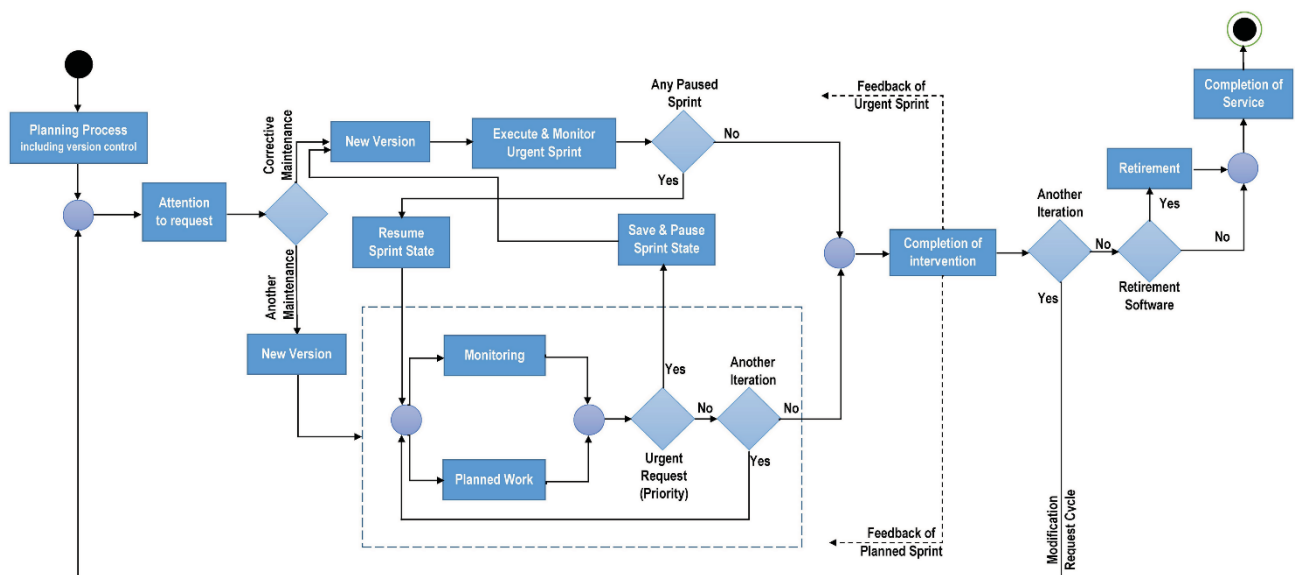 Planning Process
including version control
Attention
to request
Corrective
Maintenance
Another
Maintenance
New Version
New Version
Execute & Monitor
Urgent Sprint
Any Paused
Sprint
No
Yes
Resume
Sprint State
Save & Pause
Sprint State
Monitoring
Planned Work
Yes
Urgent
Request
(Priority)
No
Another
Iteration
No
Yes
Feedback of
Urgent Sprint
Completion of
intervention
Feedback of
Planned Sprint
Another
Iteration
No
Yes
Modification
Request Cycle
Retirement
Yes
Retirement
Software
No
Completion of
Service